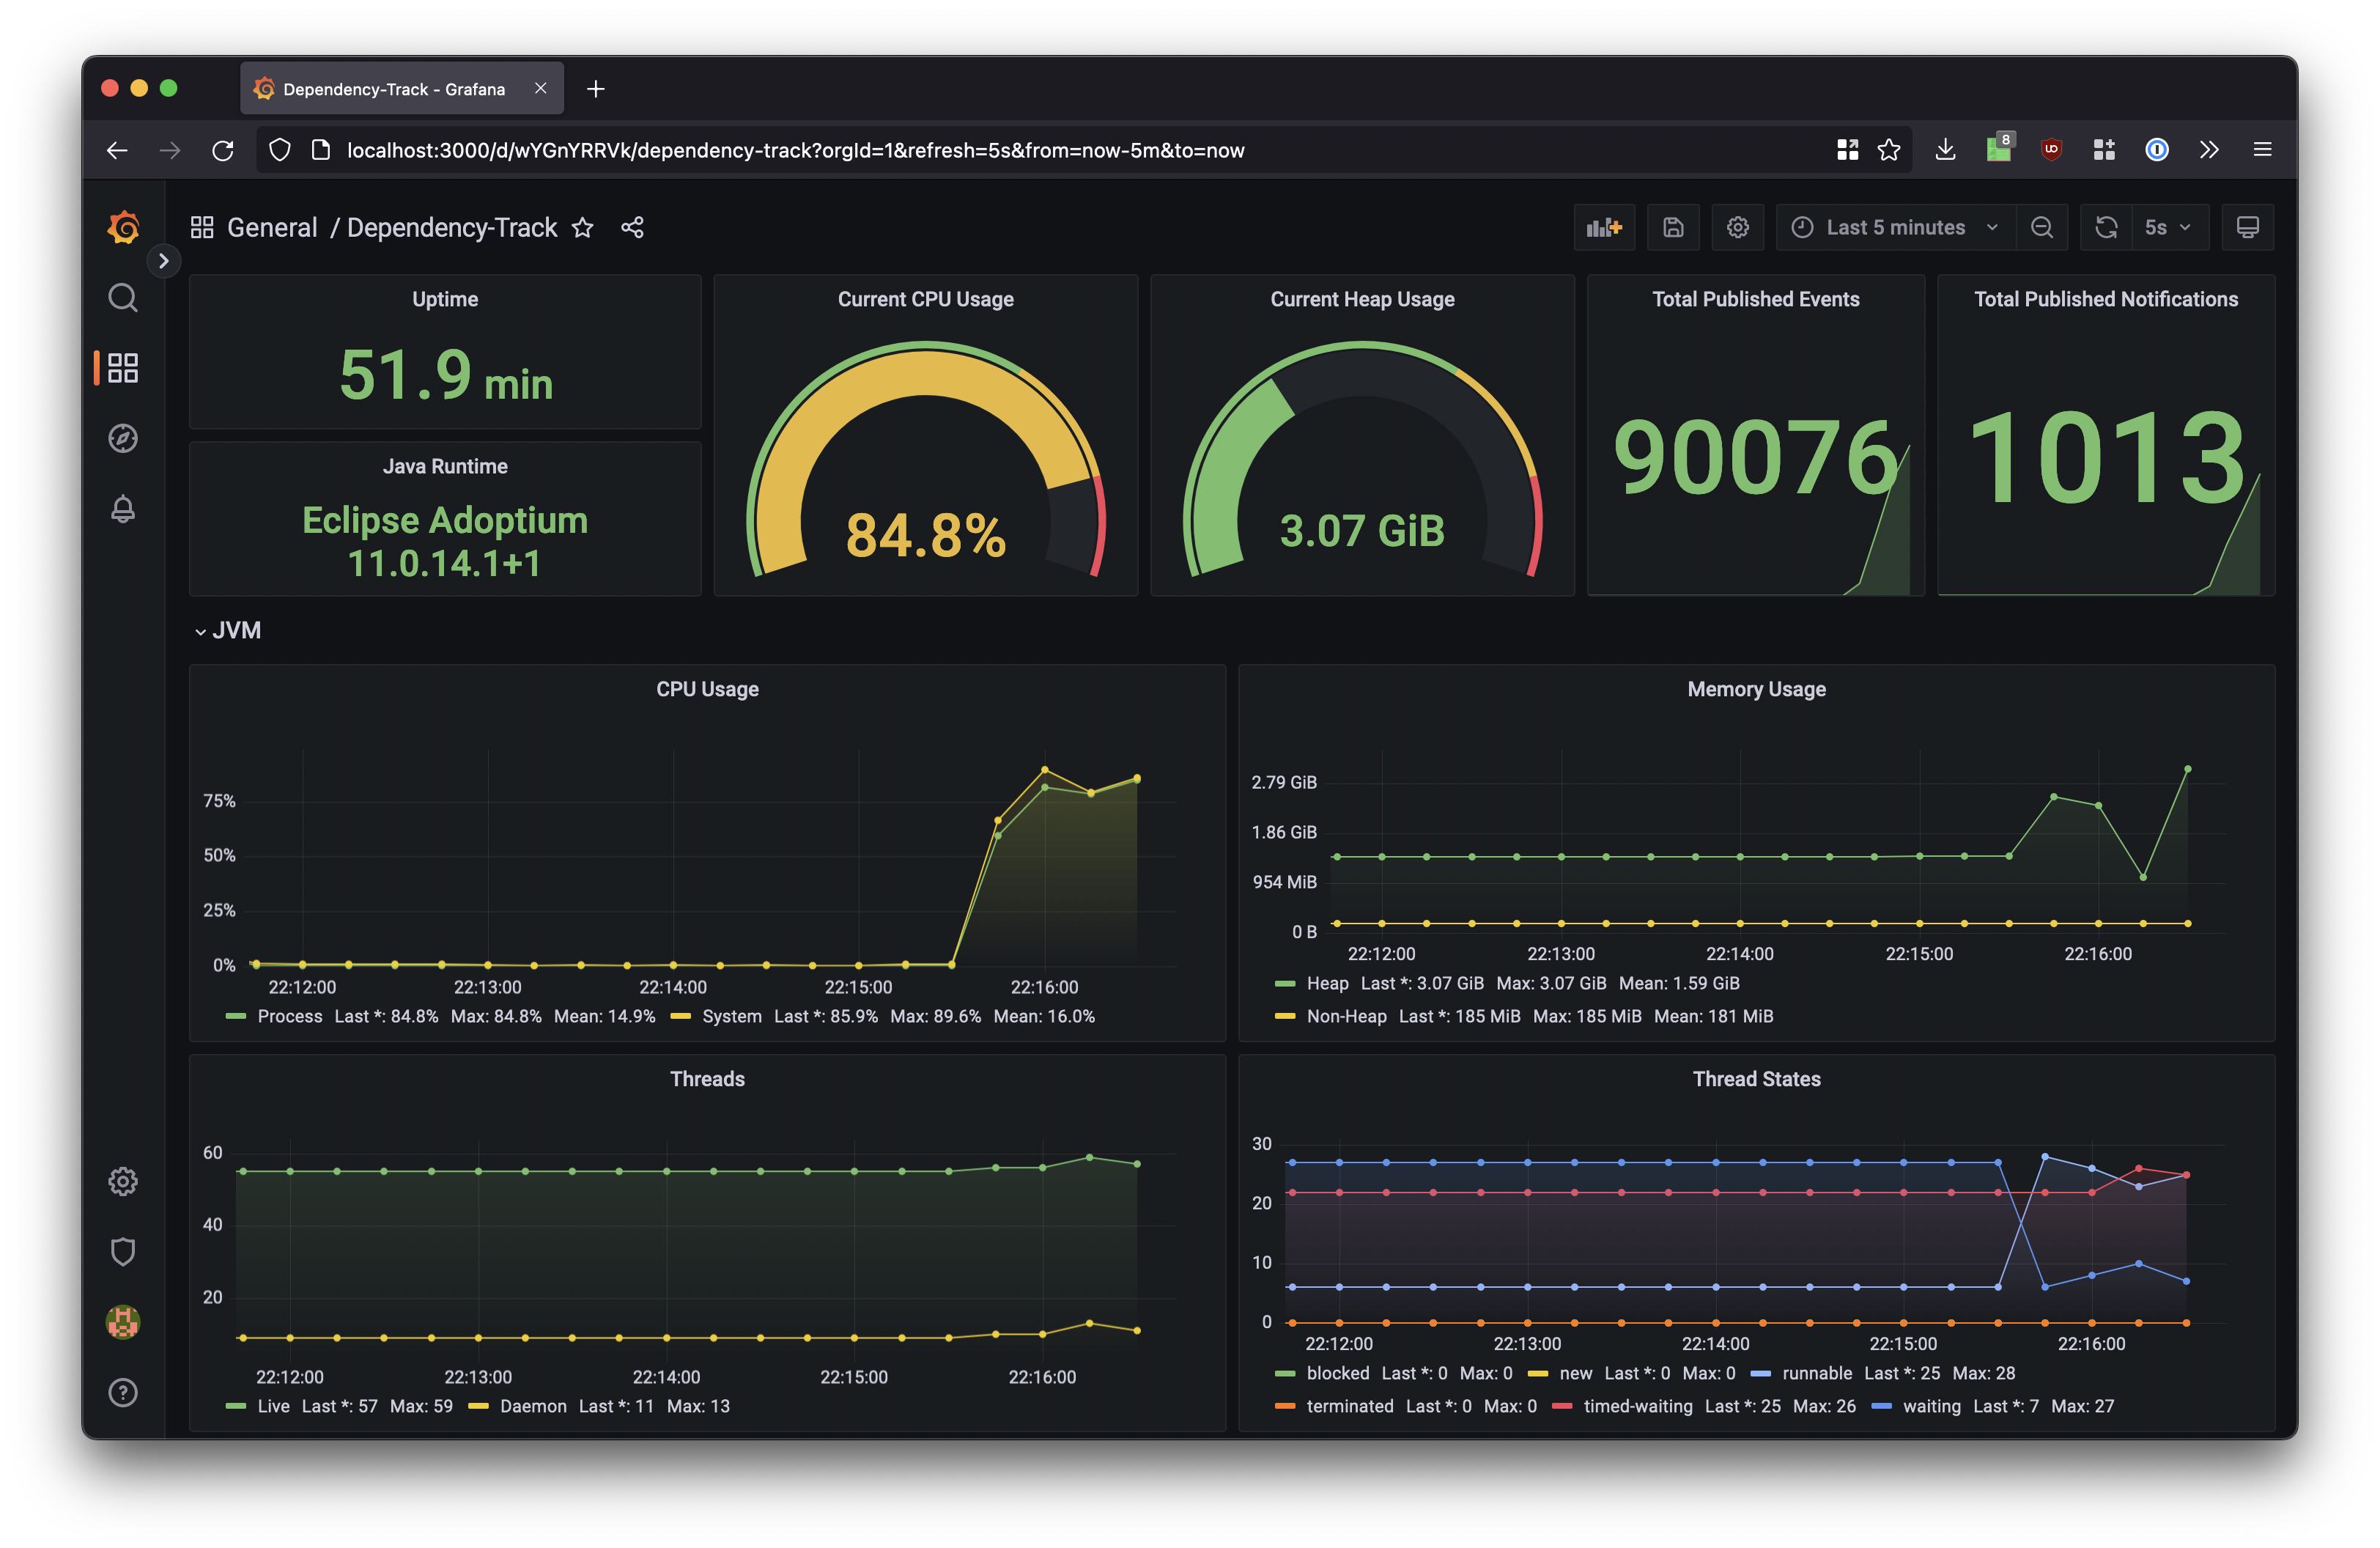 Dependency-Track - Grafana
localhost:3000/d/wYGnYRRVk/dependency-track?orgId=1&refresh=5s&from=now-5m&to=now
8
General / Dependency-Track
Last 5 minutes
5s
Uptime
51.9 min
Java Runtime
Eclipse Adoptium
11.0.14.1+1
Current CPU Usage
84.8%
Current Heap Usage
3.07 GiB
Total Published Events
90076
Total Published Notifications
1013
JVM
CPU Usage
75%
50%
25%
0%
22:12:00 22:13:00 22:14:00 22:15:00 22:16:00
Process Last *: 84.8% Max: 84.8% Mean: 14.9% System Last *: 85.9% Max: 89.6% Mean: 16.0%
Memory Usage
2.79 GiB
1.86 GiB
954 MiB
0 B
22:12:00 22:13:00 22:14:00 22:15:00 22:16:00
Heap Last *: 3.07 GiB Max: 3.07 GiB Mean: 1.59 GiB
Non-Heap Last *: 185 MiB Max: 185 MiB Mean: 181 MiB
Threads
60
40
20
22:12:00 22:13:00 22:14:00 22:15:00 22:16:00
Live Last *: 57 Max: 59 Daemon Last *: 11 Max: 13
Thread States
30
20
10
0
22:12:00 22:13:00 22:14:00 22:15:00 22:16:00
blocked Last *: 0 Max: 0 new Last *: 0 Max: 0 runnable Last *: 25 Max: 28
terminated Last *: 0 Max: 0 timed-waiting Last *: 25 Max: 26 waiting Last *: 7 Max: 27